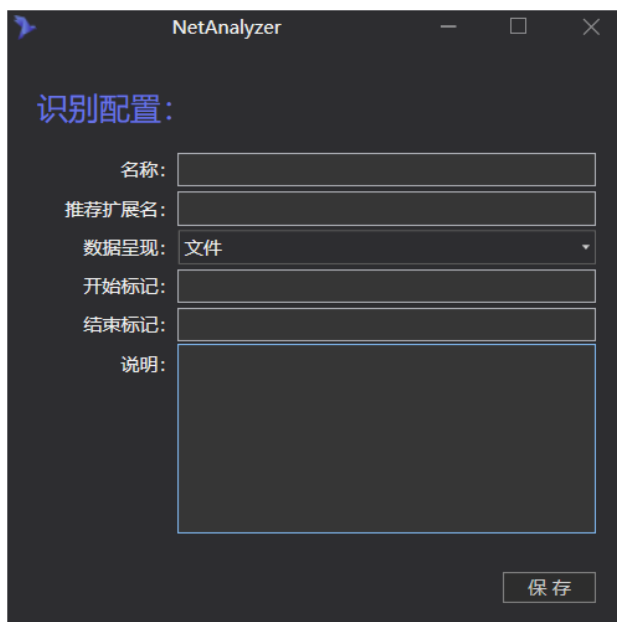 NetAnalyzer
识别配置：
名称：
推荐扩展名：
数据呈现： 文件
开始标记：
结束标记：
说明：
保存